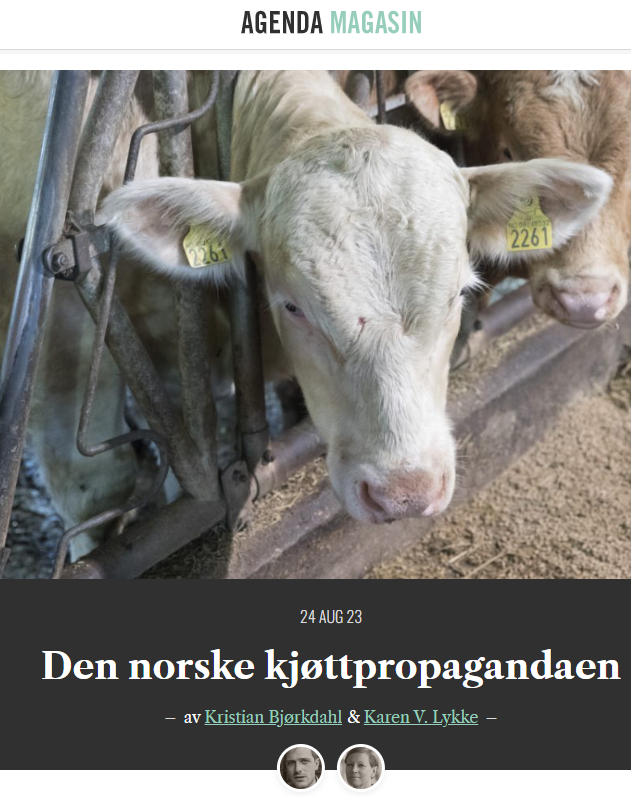 AGENDA MAGASIN
2261
2261
24 AUG 23
Den norske kjøttpropagandaen
– av Kristian Bjørkdahl & Karen V. Lykke –